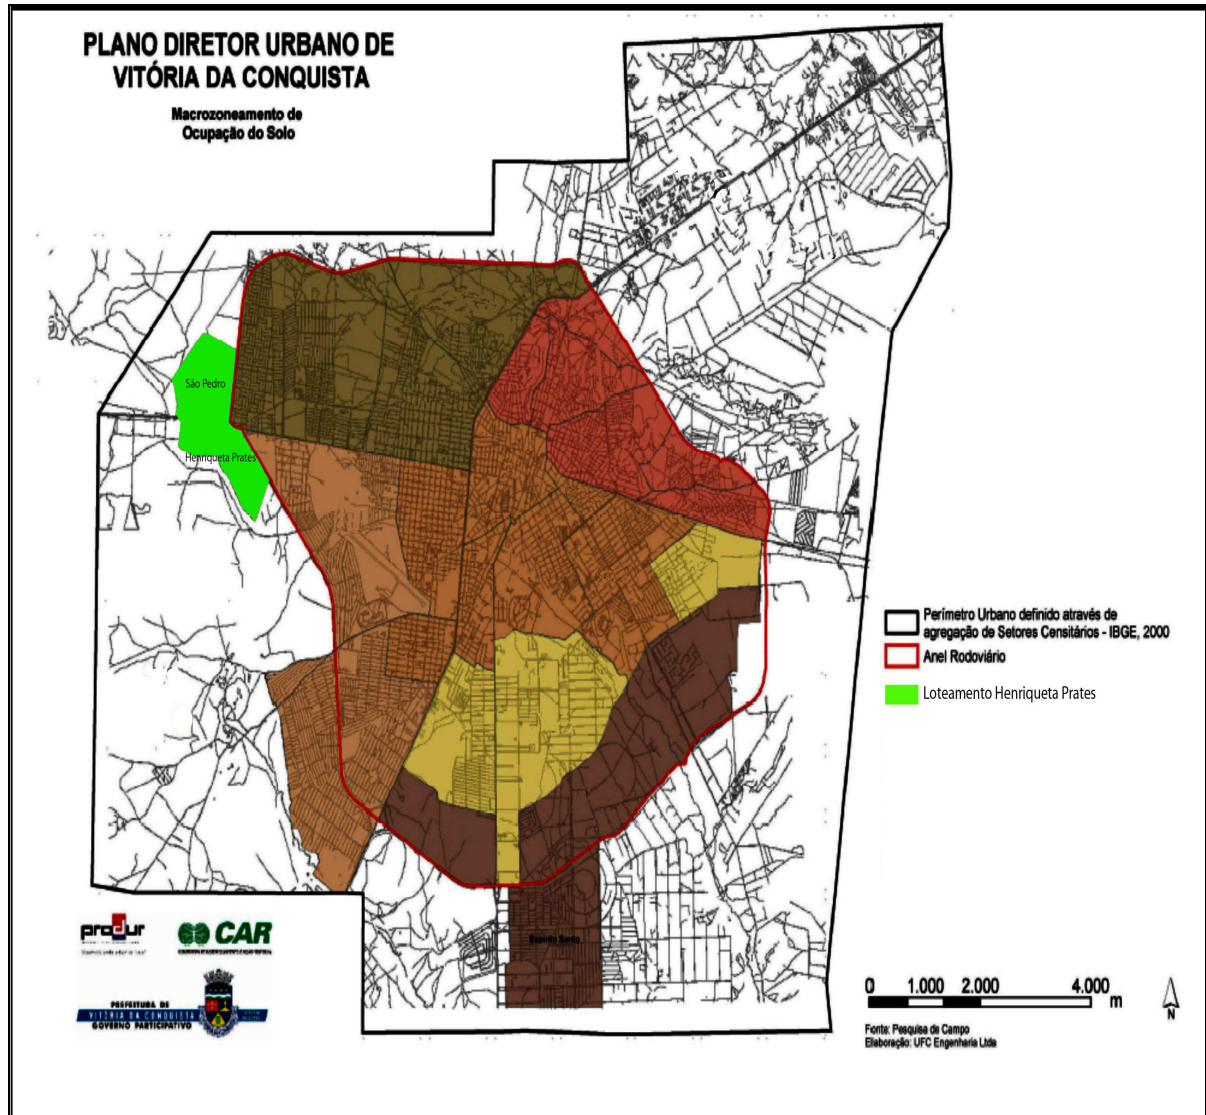 PLANO DIRETOR URBANO DE
VITÓRIA DA CONQUISTA
Macrozoneamento de
Ocupação do Solo
São Pedro
Henriqueta Prates
Perímetro Urbano definido através de
agregação de Setores Censitários - IBGE, 2000
Anel Rodoviário
Loteamento Henriqueta Prates
Espírito Santo
produr
CAR
PREFEITURA DE
VITÓRIA DA CONQUISTA
GOVERNO PARTICIPATIVO
0 1.000 2.000 4.000
m
N
Fonte: Pesquisa de Campo
Elaboração: UFC Engenharia Ltda